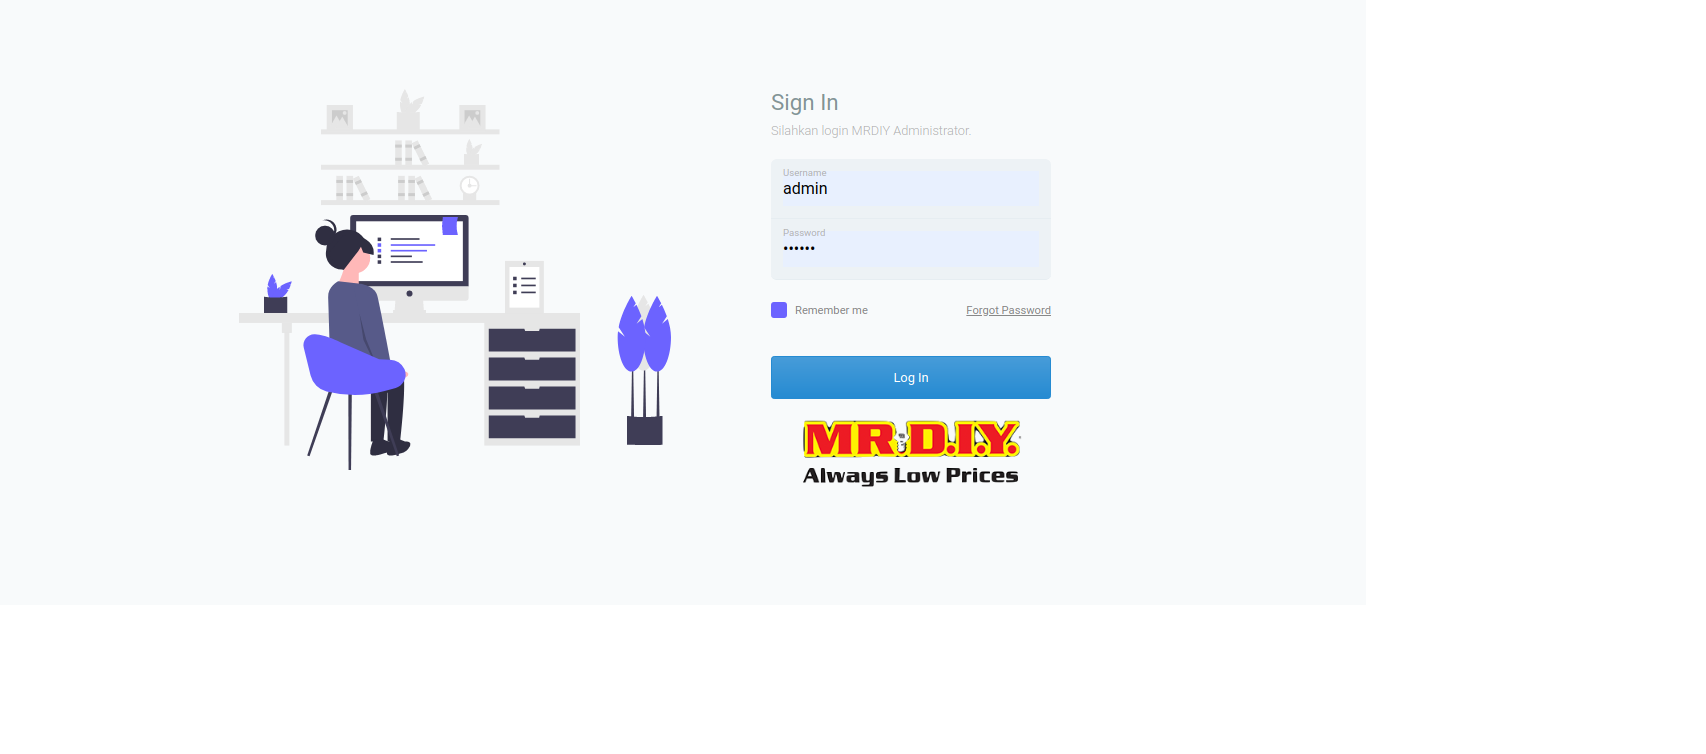 Sign In
Silahkan login MRDIY Administrator.
Username
admin
Password
••••••
Remember me
Forgot Password
Log In
MR.D.I.Y.
Always Low Prices